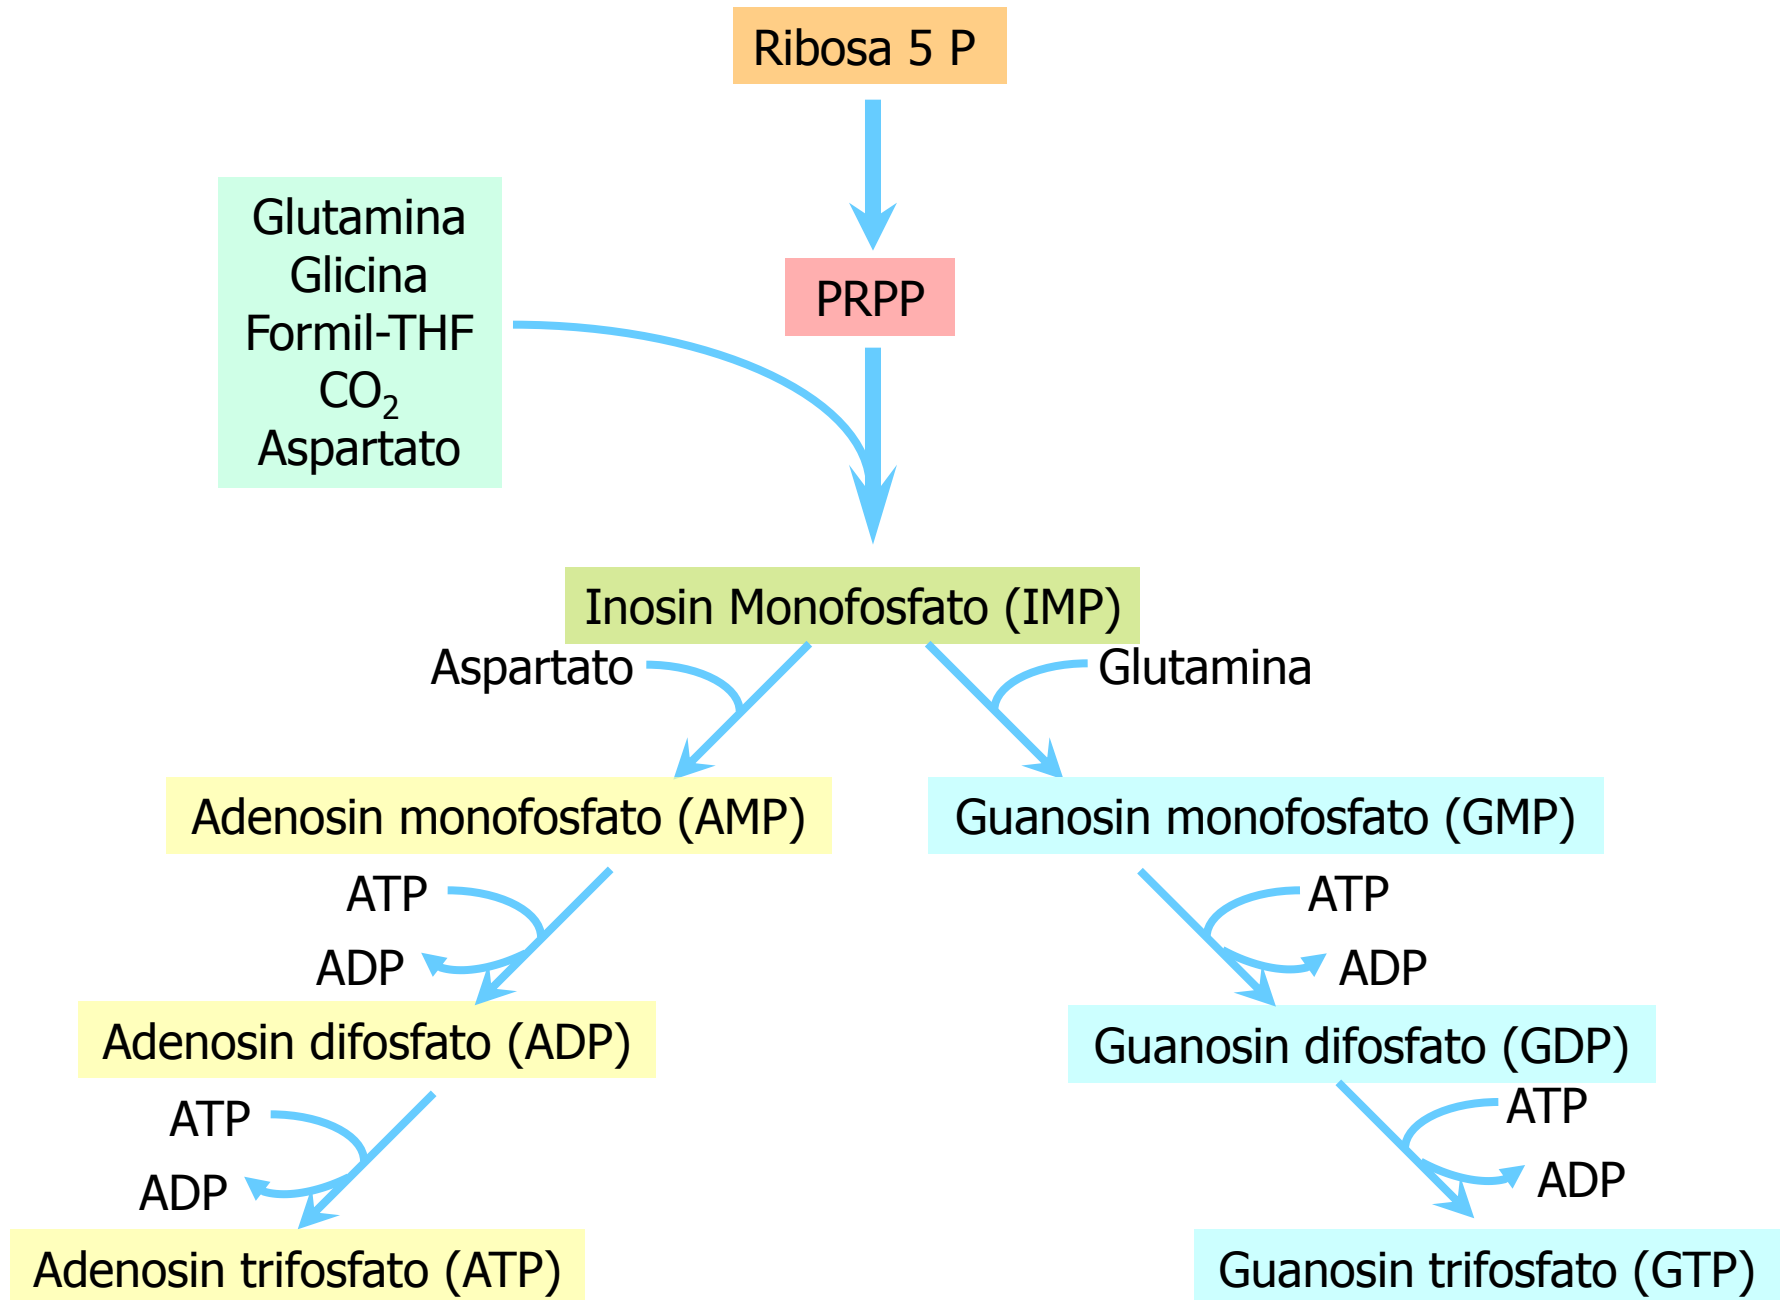 Ribosa 5 P
Glutamina
Glicina
Formil-THF
CO₂
Aspartato
PRPP
Inosin Monofosfato (IMP)
Aspartato
Glutamina
Adenosin monofosfato (AMP)
Guanosin monofosfato (GMP)
ATP
ATP
ADP
ADP
Adenosin difosfato (ADP)
Guanosin difosfato (GDP)
ATP
ATP
ADP
ADP
Adenosin trifosfato (ATP)
Guanosin trifosfato (GTP)